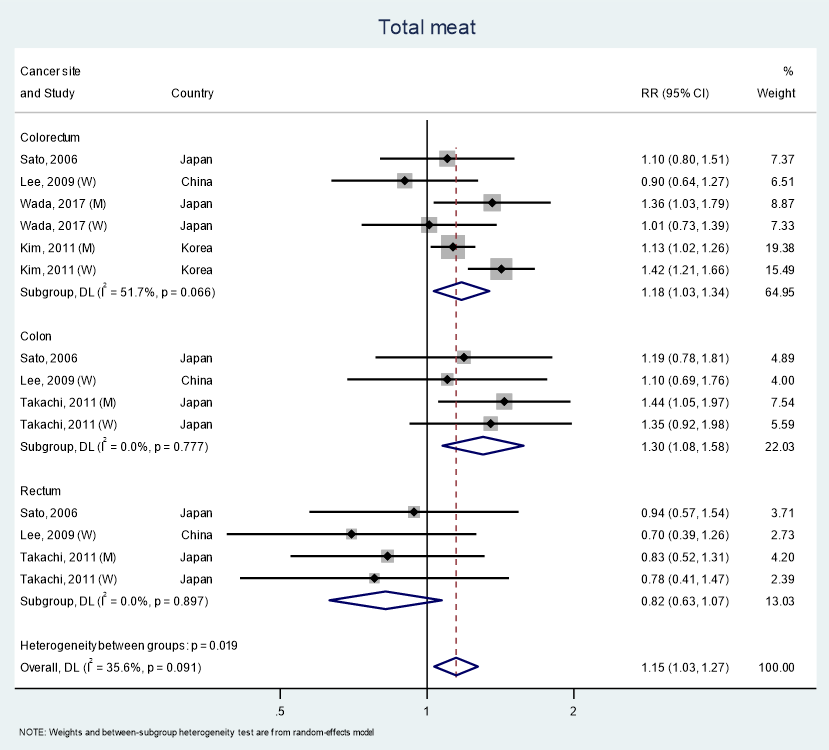 Total meat
Cancer site %
and Study Country RR (95% CI) Weight
Colorectum
Sato, 2006 Japan 1.10 (0.80, 1.51) 7.37
Lee, 2009 (W) China 0.90 (0.64, 1.27) 6.51
Wada, 2017 (M) Japan 1.36 (1.03, 1.79) 8.87
Wada, 2017 (W) Japan 1.01 (0.73, 1.39) 7.33
Kim, 2011 (M) Korea 1.13 (1.02, 1.26) 19.38
Kim, 2011 (W) Korea 1.42 (1.21, 1.66) 15.49
Subgroup, DL (I² = 51.7%, p = 0.066) 1.18 (1.03, 1.34) 64.95
Colon
Sato, 2006 Japan 1.19 (0.78, 1.81) 4.89
Lee, 2009 (W) China 1.10 (0.69, 1.76) 4.00
Takachi, 2011 (M) Japan 1.44 (1.05, 1.97) 7.54
Takachi, 2011 (W) Japan 1.35 (0.92, 1.98) 5.59
Subgroup, DL (I² = 0.0%, p = 0.777) 1.30 (1.08, 1.58) 22.03
Rectum
Sato, 2006 Japan 0.94 (0.57, 1.54) 3.71
Lee, 2009 (W) China 0.70 (0.39, 1.26) 2.73
Takachi, 2011 (M) Japan 0.83 (0.52, 1.31) 4.20
Takachi, 2011 (W) Japan 0.78 (0.41, 1.47) 2.39
Subgroup, DL (I² = 0.0%, p = 0.897) 0.82 (0.63, 1.07) 13.03
Heterogeneity between groups: p = 0.019
Overall, DL (I² = 35.6%, p = 0.091) 1.15 (1.03, 1.27) 100.00
.5 1 2
NOTE: Weights and between-subgroup heterogeneity test are from random-effects model